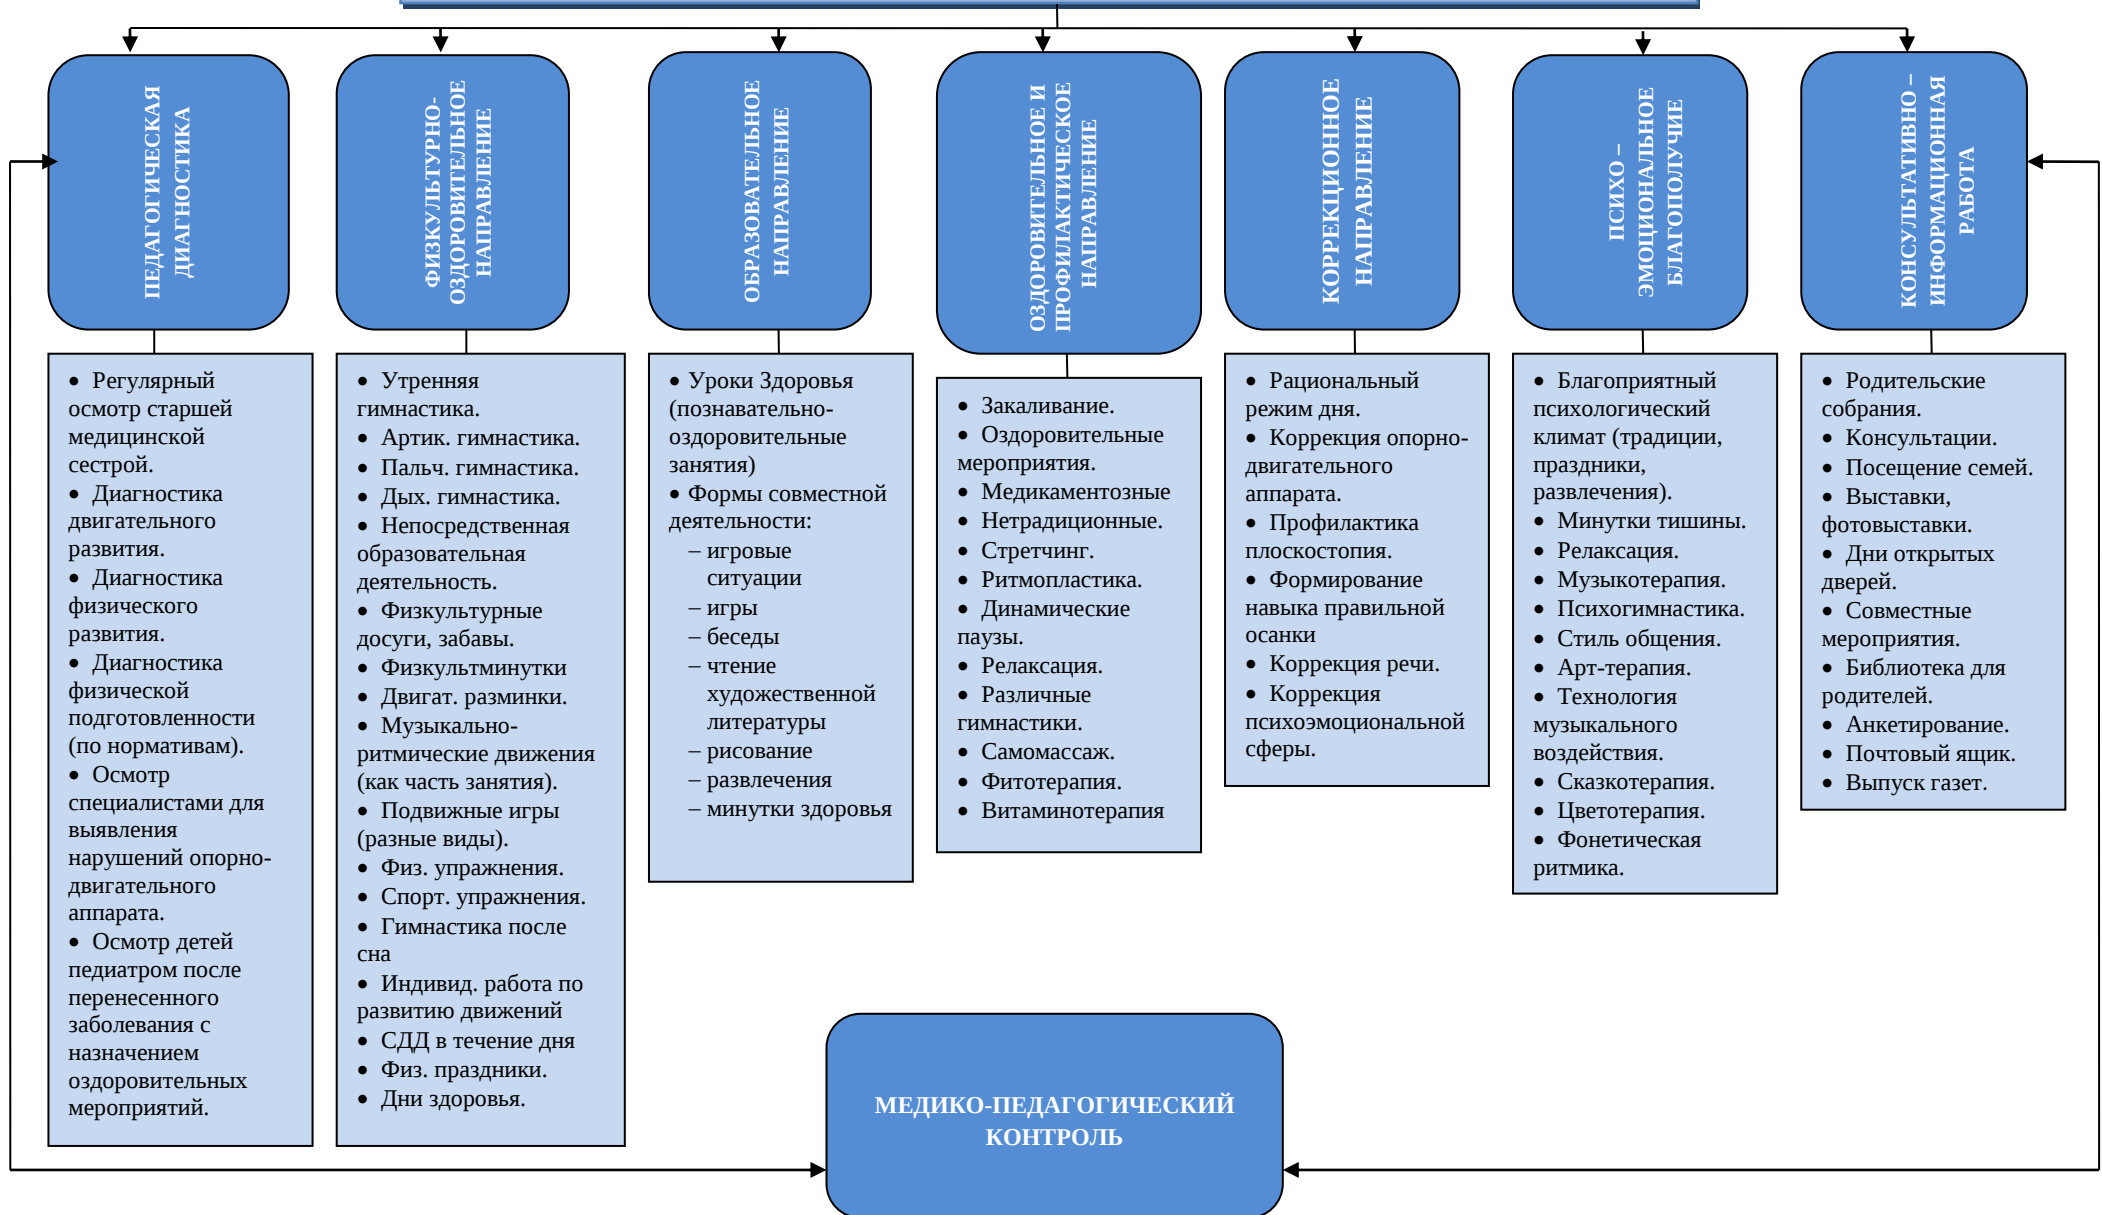 ПЕДАГОГИЧЕСКАЯ
ДИАГНОСТИКА
ФИЗКУЛЬТУРНО-
ОЗДОРОВИТЕЛЬНОЕ
НАПРАВЛЕНИЕ
ОБРАЗОВАТЕЛЬНОЕ
НАПРАВЛЕНИЕ
ОЗДОРОВИТЕЛЬНОЕ И
ПРОФИЛАКТИЧЕСКОЕ
НАПРАВЛЕНИЕ
КОРРЕКЦИОННОЕ
НАПРАВЛЕНИЕ
ПСИХО –
ЭМОЦИОНАЛЬНОЕ
БЛАГОПОЛУЧИЕ
КОНСУЛЬТАТИВНО –
ИНФОРМАЦИОННАЯ
РАБОТА
• Регулярный
осмотр старшей
медицинской
сестрой.
• Диагностика
двигательного
развития.
• Диагностика
физического
развития.
• Диагностика
физической
подготовленности
(по нормативам).
• Осмотр
специалистами для
выявления
нарушений опорно-
двигательного
аппарата.
• Осмотр детей
педиатром после
перенесенного
заболевания с
назначением
оздоровительных
мероприятий.
• Утренняя
гимнастика.
• Артик. гимнастика.
• Пальч. гимнастика.
• Дых. гимнастика.
• Непосредственная
образовательная
деятельность.
• Физкультурные
досуги, забавы.
• Физкультминутки
• Двигат. разминки.
• Музыкально-
ритмические движения
(как часть занятия).
• Подвижные игры
(разные виды).
• Физ. упражнения.
• Спорт. упражнения.
• Гимнастика после
сна
• Индивид. работа по
развитию движений
• СДД в течение дня
• Физ. праздники.
• Дни здоровья.
• Уроки Здоровья
(познавательно-
оздоровительные
занятия)
• Формы совместной
деятельности:
– игровые
ситуации
– игры
– беседы
– чтение
художественной
литературы
– рисование
– развлечения
– минутки здоровья
• Закаливание.
• Оздоровительные
мероприятия.
• Медикаментозные
• Нетрадиционные.
• Стретчинг.
• Ритмопластика.
• Динамические
паузы.
• Релаксация.
• Различные
гимнастики.
• Самомассаж.
• Фитотерапия.
• Витаминотерапия
• Рациональный
режим дня.
• Коррекция опорно-
двигательного
аппарата.
• Профилактика
плоскостопия.
• Формирование
навыка правильной
осанки
• Коррекция речи.
• Коррекция
психоэмоциональной
сферы.
• Благоприятный
психологический
климат (традиции,
праздники,
развлечения).
• Минутки тишины.
• Релаксация.
• Музыкотерапия.
• Психогимнастика.
• Стиль общения.
• Арт-терапия.
• Технология
музыкального
воздействия.
• Сказкотерапия.
• Цветотерапия.
• Фонетическая
ритмика.
• Родительские
собрания.
• Консультации.
• Посещение семей.
• Выставки,
фотовыставки.
• Дни открытых
дверей.
• Совместные
мероприятия.
• Библиотека для
родителей.
• Анкетирование.
• Почтовый ящик.
• Выпуск газет.
МЕДИКО-ПЕДАГОГИЧЕСКИЙ
КОНТРОЛЬ